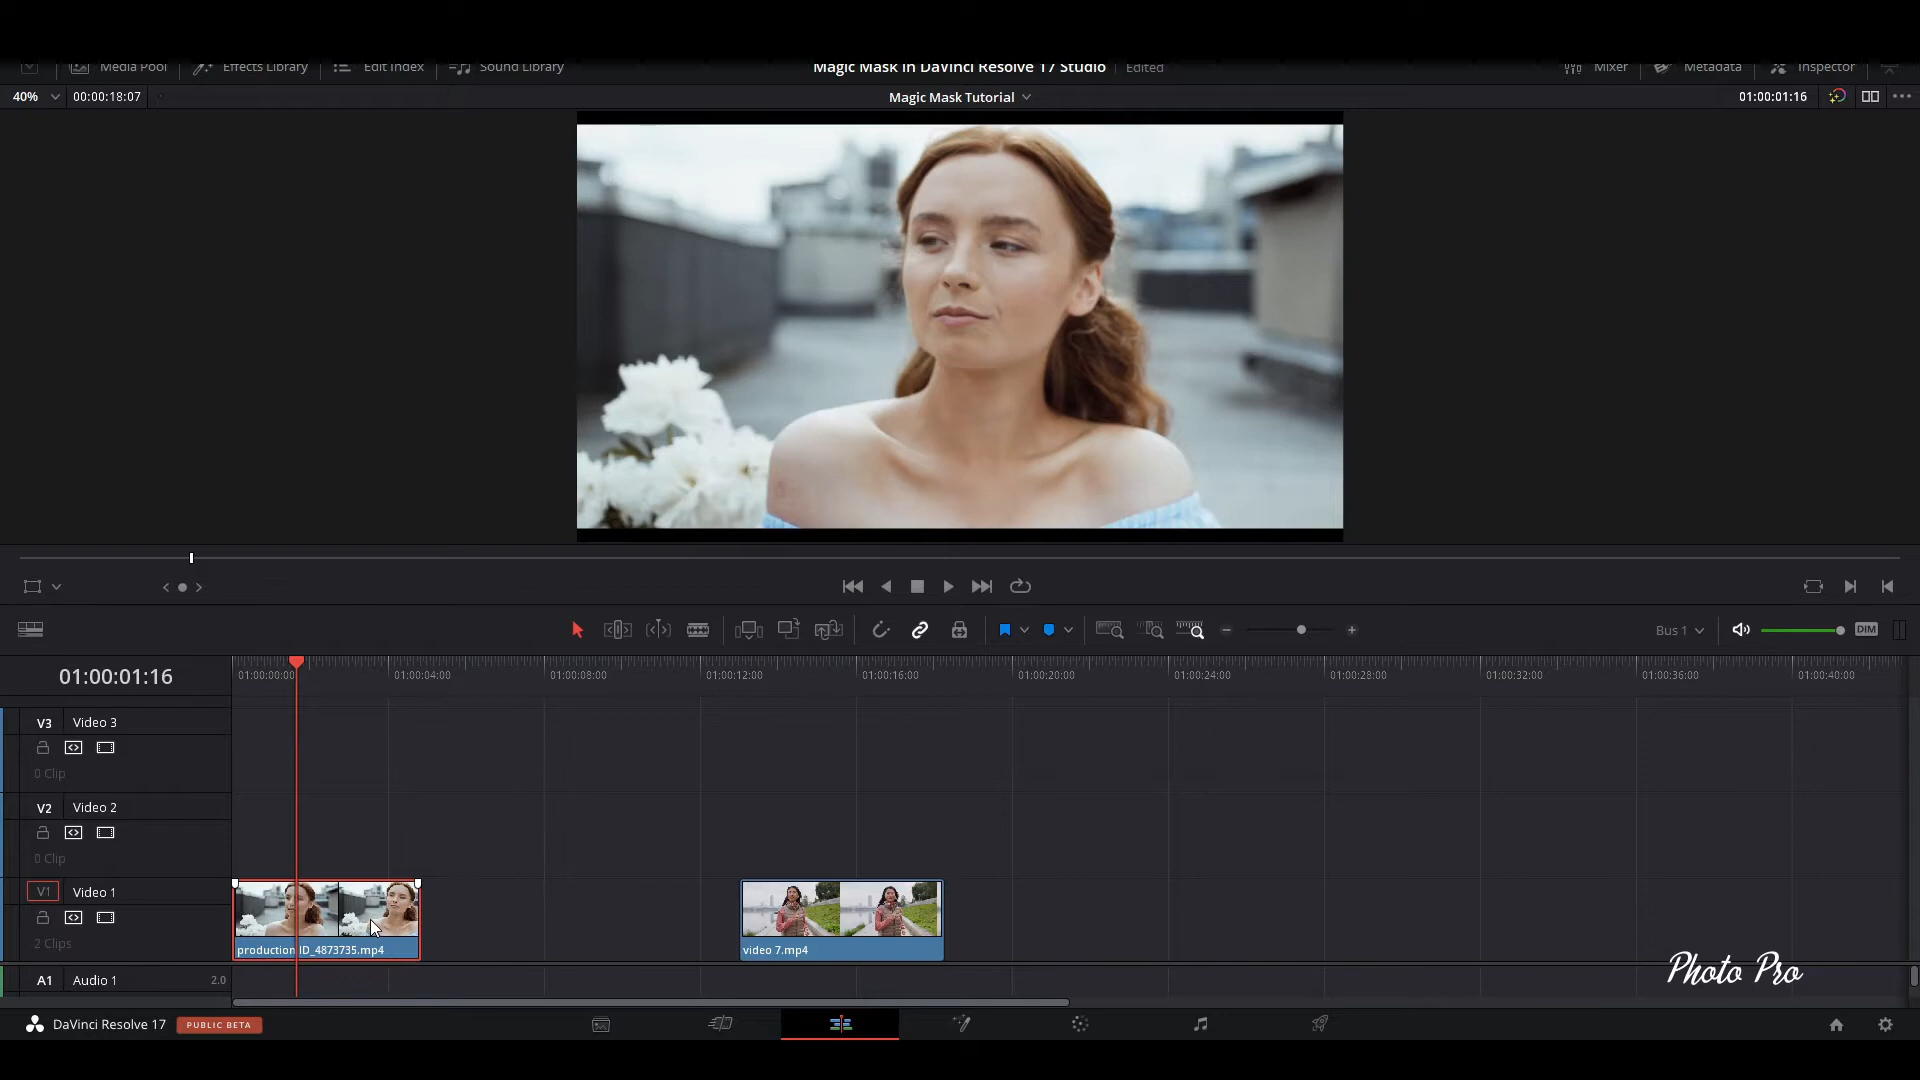 Media Pool Effects Library Edit Index Sound Library Magic Mask in DaVinci Resolve 17 Studio Edited Mixer Metadata Inspector
40% 00:00:18:07 Magic Mask Tutorial 01:00:01:16
Bus 1 DIM
01:00:01:16 01:00:00:00 01:00:04:00 01:00:08:00 01:00:12:00 01:00:16:00 01:00:20:00 01:00:24:00 01:00:28:00 01:00:32:00 01:00:36:00 01:00:40:00
V3 Video 3
0 Clip
V2 Video 2
0 Clip
V1 Video 1
2 Clips
production ID_4873735.mp4 video 7.mp4
Photo Pro
A1 Audio 1 2.0
DaVinci Resolve 17 PUBLIC BETA